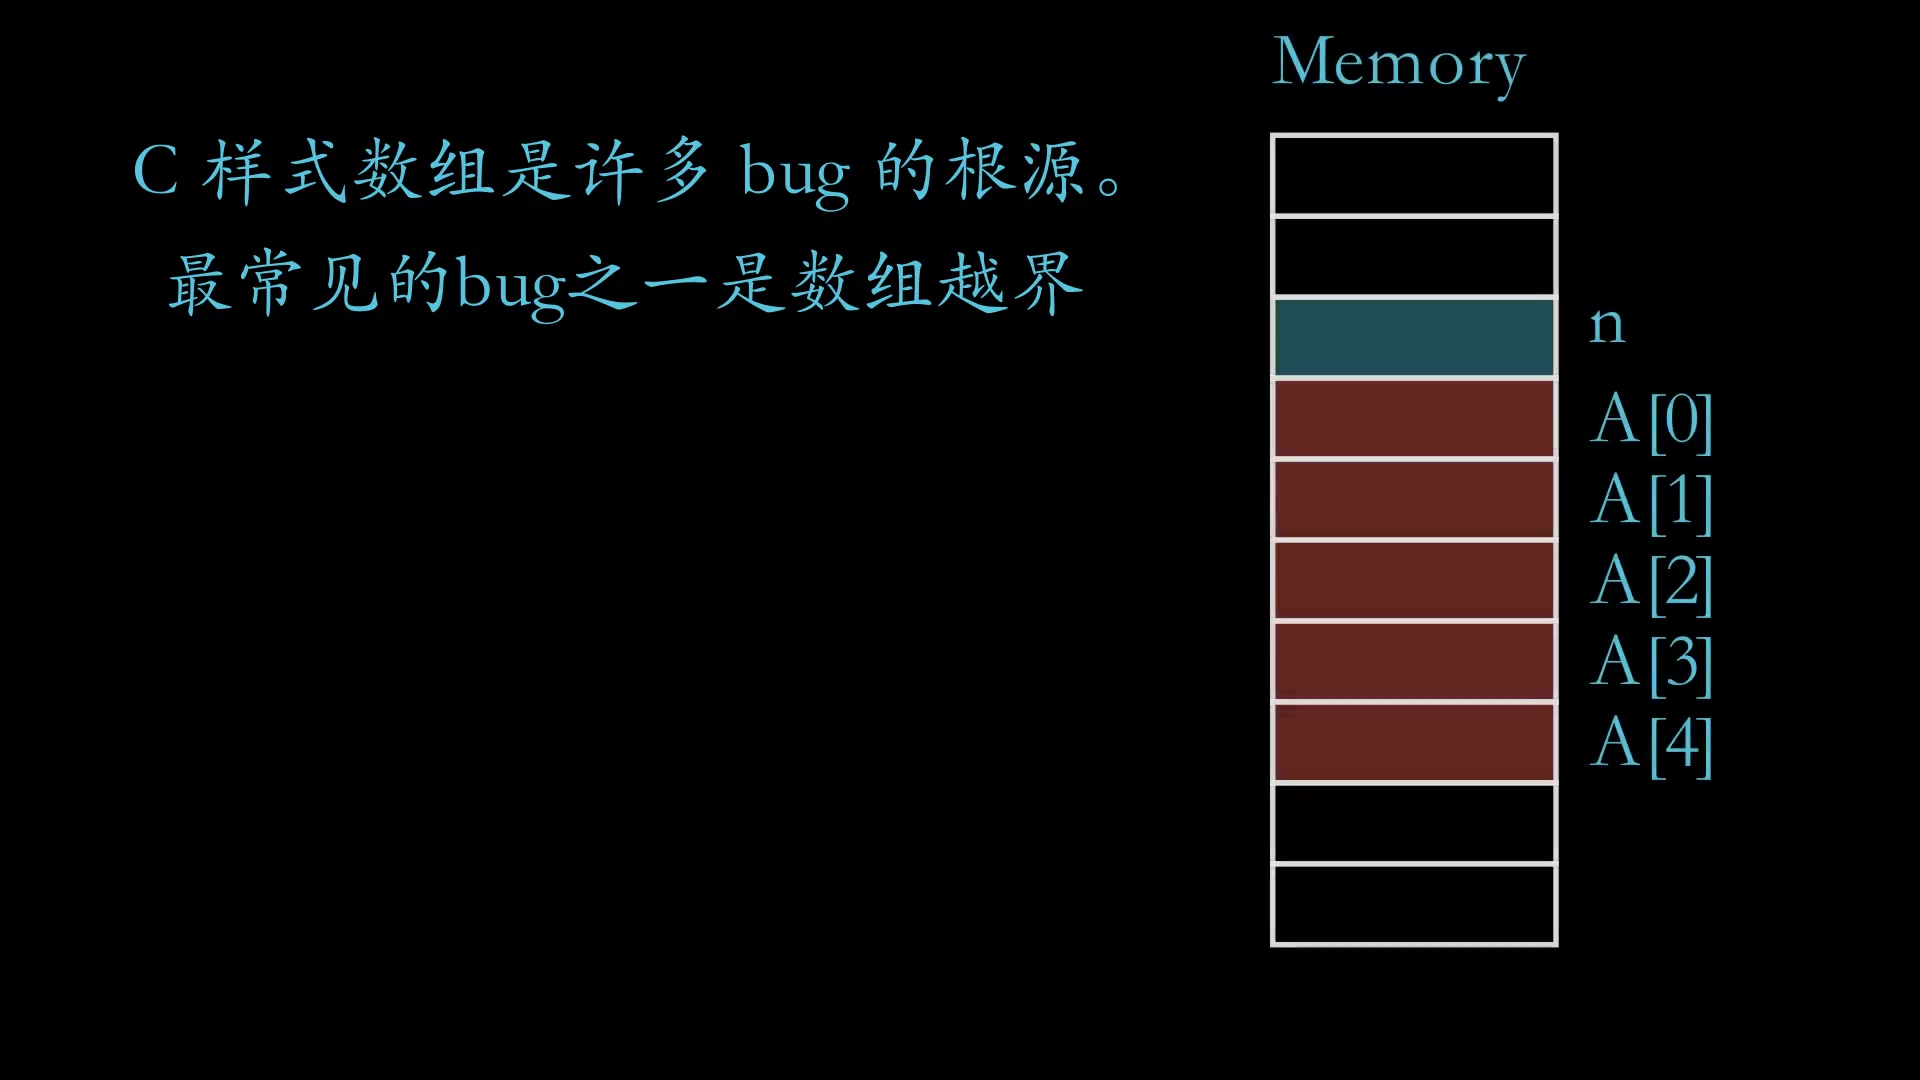 C 样式数组是许多 bug 的根源。
最常见的bug之一是数组越界
Memory
n
A[0]
A[1]
A[2]
A[3]
A[4]